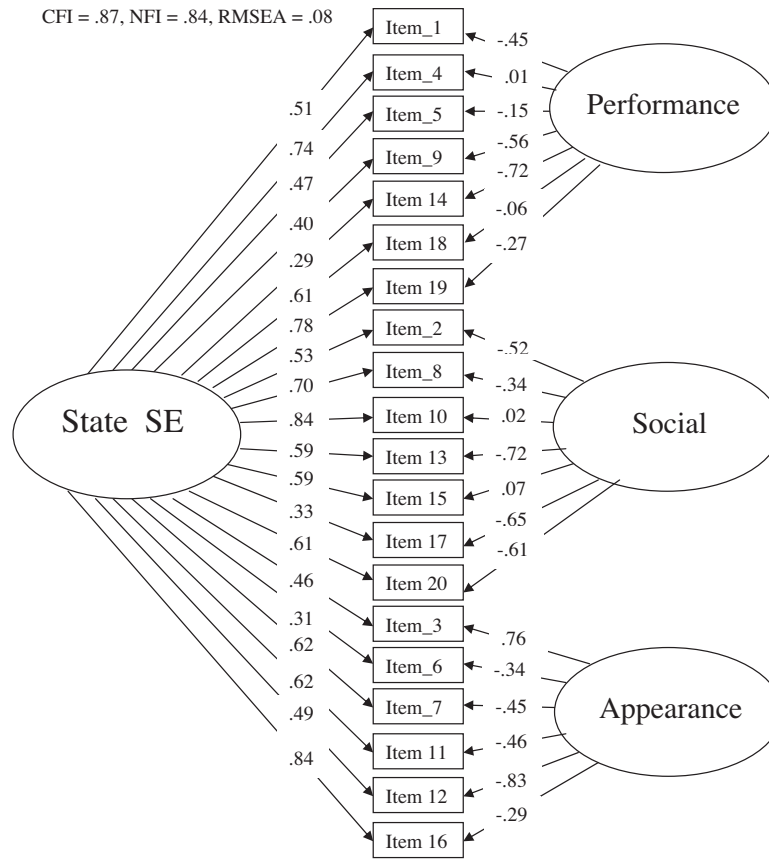 CFI = .87, NFI = .84, RMSEA = .08
Item_1
-.45
Item_4
.01
.51
Item_5
-.15
Performance
.74
Item_9
-.56
.47
Item 14
-.72
.40
Item 18
-.06
.29
Item 19
-.27
.61
Item_2
.78
.53
Item_8
-.52
.70
-.34
State SE
.84
Item 10
.02
Social
.59
Item 13
-.72
.59
Item 15
.07
.33
Item 17
-.65
.61
Item 20
-.61
.46
Item_3
.76
.31
Item_6
-.34
.62
Item_7
-.45
Appearance
.62
Item 11
-.46
.49
Item 12
-.83
.84
Item 16
-.29